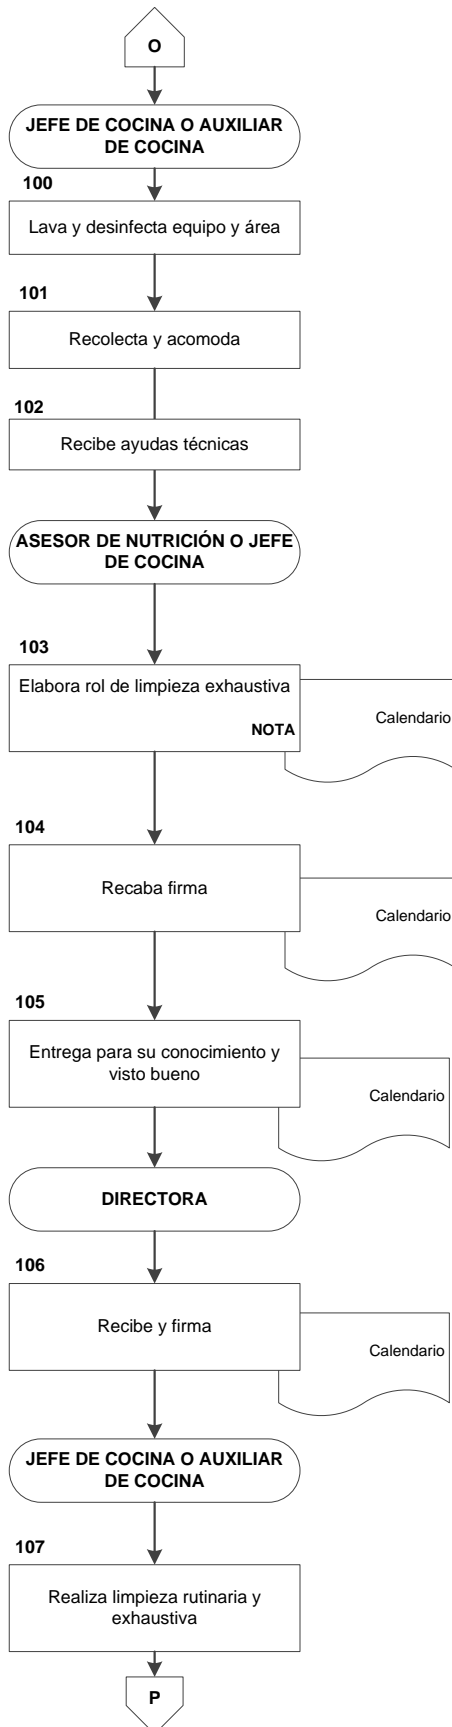 O
JEFE DE COCINA O AUXILIAR
DE COCINA
100
Lava y desinfecta equipo y área
101
Recolecta y acomoda
102
Recibe ayudas técnicas
ASESOR DE NUTRICIÓN O JEFE
DE COCINA
103
Elabora rol de limpieza exhaustiva
NOTA
Calendario
104
Recaba firma
Calendario
105
Entrega para su conocimiento y
visto bueno
Calendario
DIRECTORA
106
Recibe y firma
Calendario
JEFE DE COCINA O AUXILIAR
DE COCINA
107
Realiza limpieza rutinaria y
exhaustiva
P